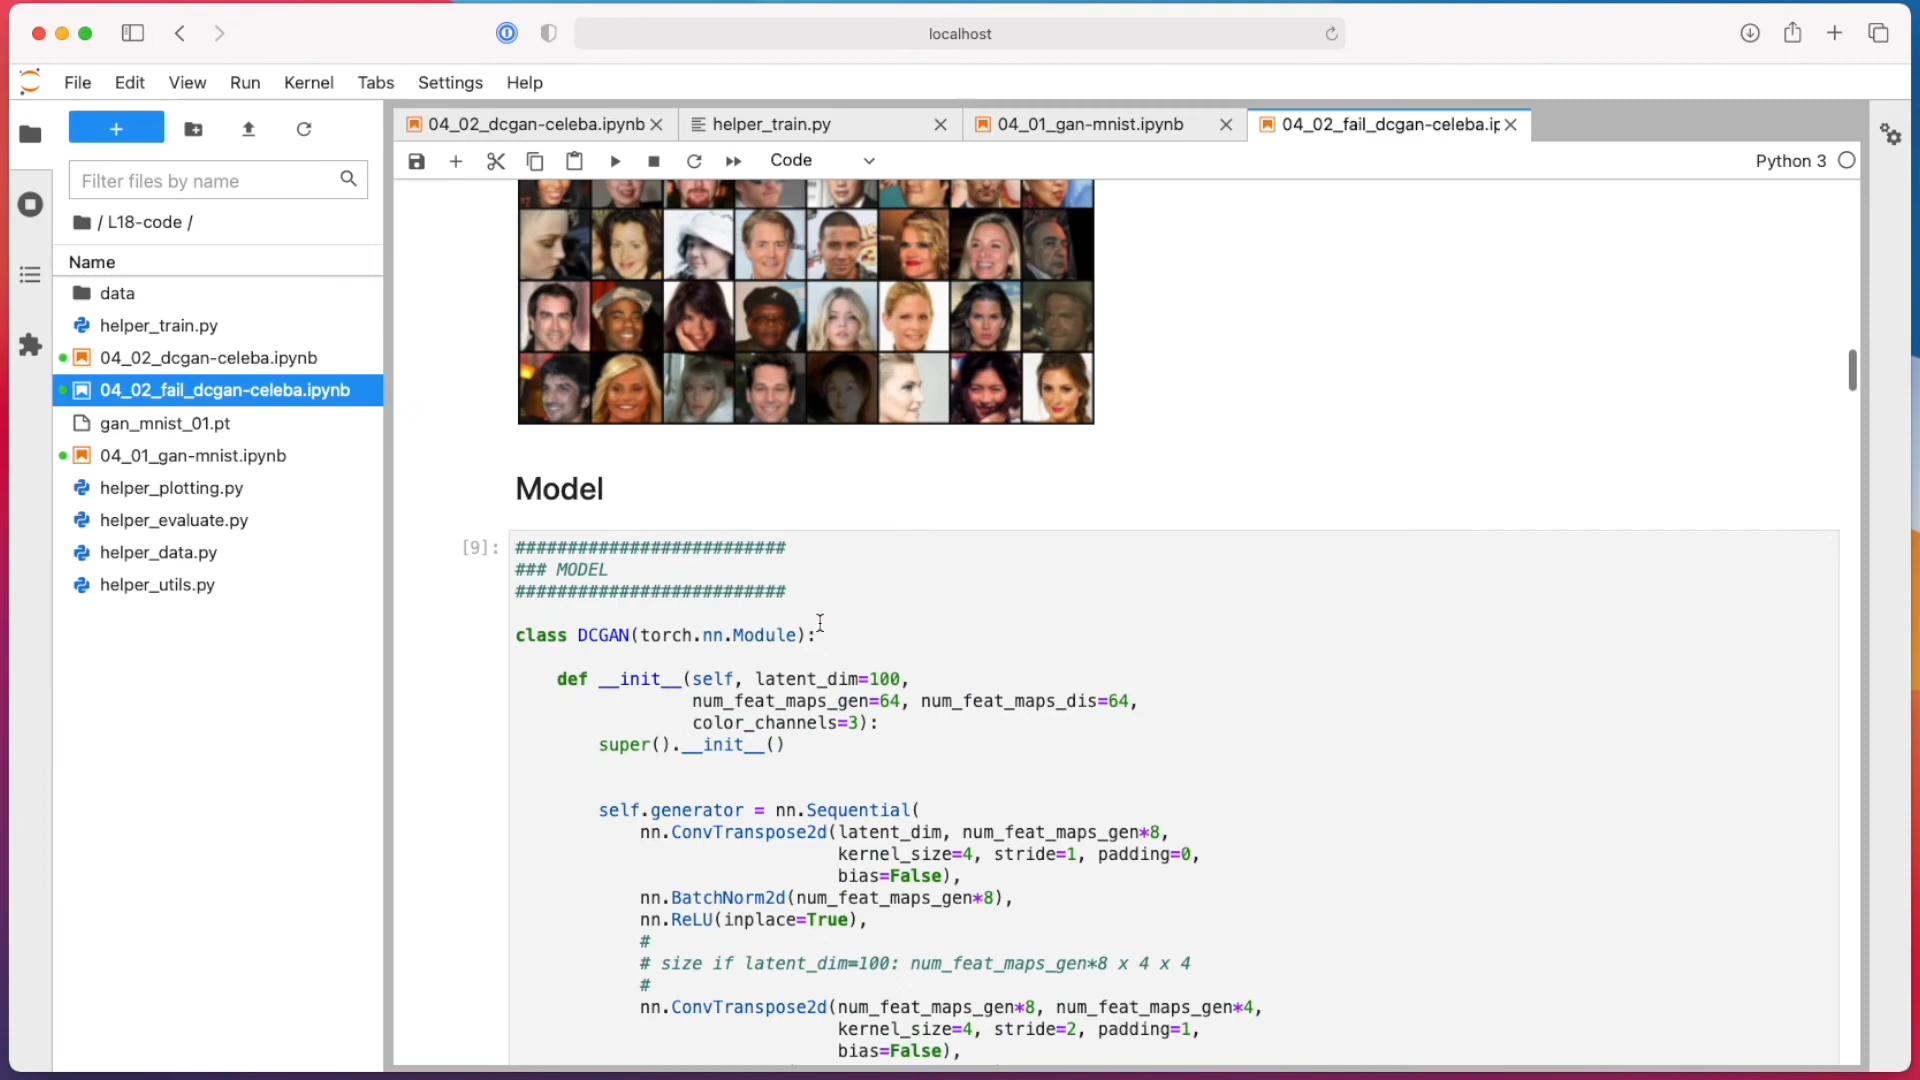 localhost
File Edit View Run Kernel Tabs Settings Help
04_02_dcgan-celeba.ipynb
helper_train.py
04_01_gan-mnist.ipynb
04_02_fail_dcgan-celeba.ip
Code
Python 3
Filter files by name
/ L18-code /
Name
data
helper_train.py
04_02_dcgan-celeba.ipynb
04_02_fail_dcgan-celeba.ipynb
gan_mnist_01.pt
04_01_gan-mnist.ipynb
helper_plotting.py
helper_evaluate.py
helper_data.py
helper_utils.py
Model
[9]:
##########################
### MODEL
##########################
class DCGAN(torch.nn.Module):
def __init__(self, latent_dim=100,
num_feat_maps_gen=64, num_feat_maps_dis=64,
color_channels=3):
super().__init__()
self.generator = nn.Sequential(
nn.ConvTranspose2d(latent_dim, num_feat_maps_gen*8,
kernel_size=4, stride=1, padding=0,
bias=False),
nn.BatchNorm2d(num_feat_maps_gen*8),
nn.ReLU(inplace=True),
#
# size if latent_dim=100: num_feat_maps_gen*8 x 4 x 4
#
nn.ConvTranspose2d(num_feat_maps_gen*8, num_feat_maps_gen*4,
kernel_size=4, stride=2, padding=1,
bias=False),